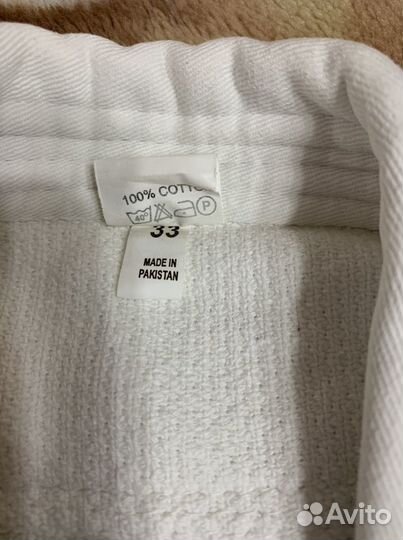 100% COTTO
40°
P
33
MADE IN
PAKISTAN
Avito